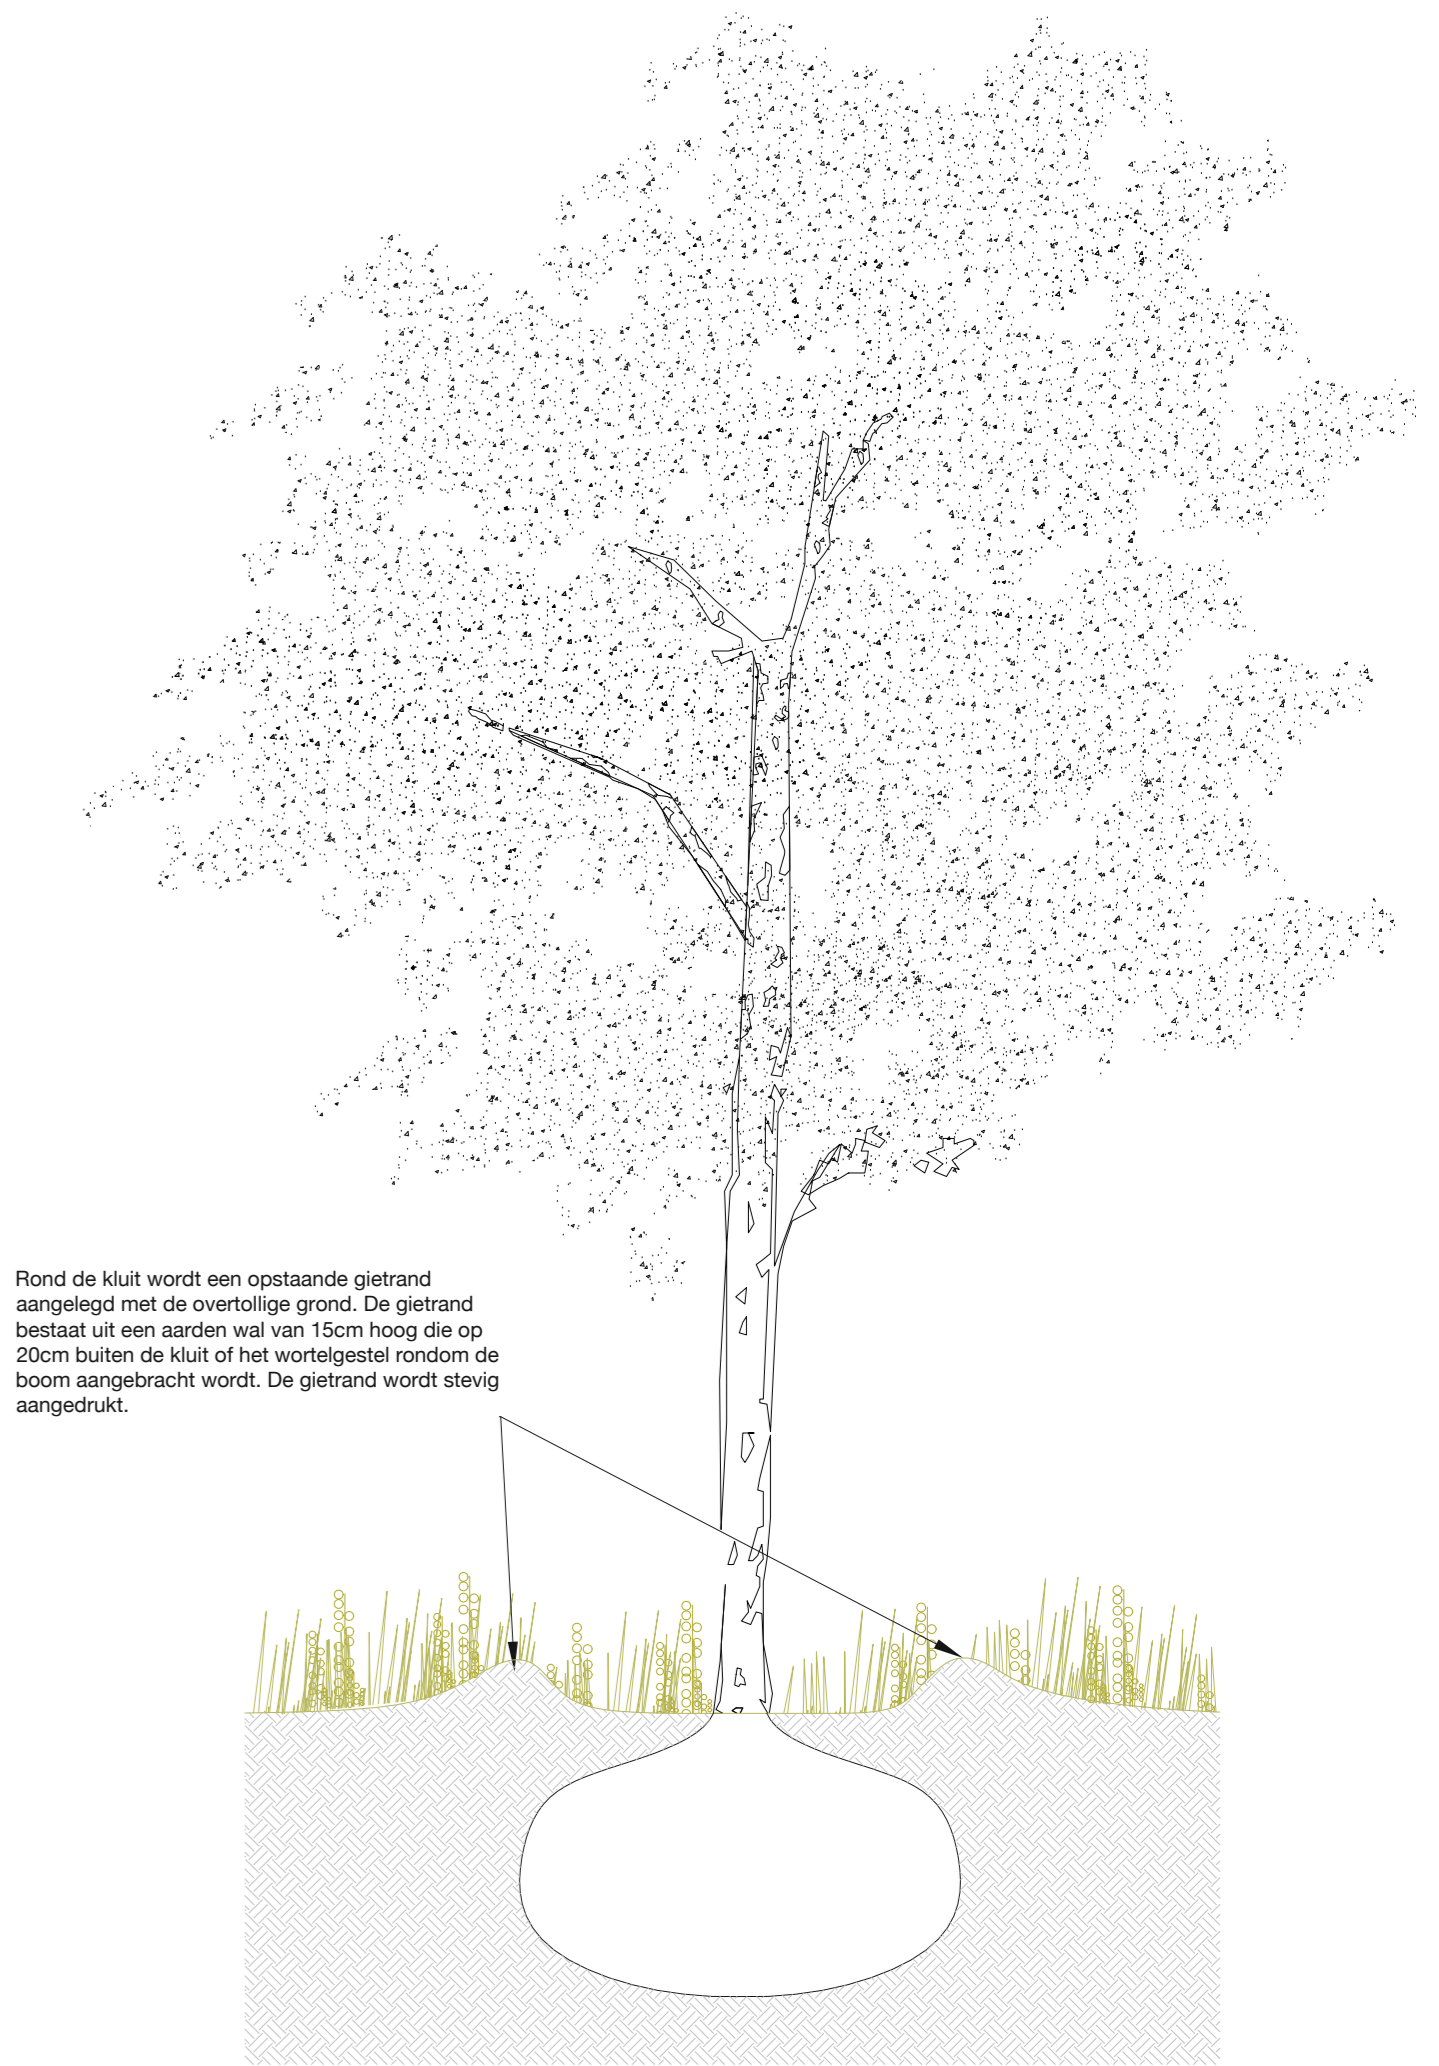 Rond de kluit wordt een opstaande gietrand
aangelegd met de overtollige grond. De gietrand
bestaat uit een aarden wal van 15cm hoog die op
20cm buiten de kluit of het wortelgestel rondom de
boom aangebracht wordt. De gietrand wordt stevig
aangedrukt.